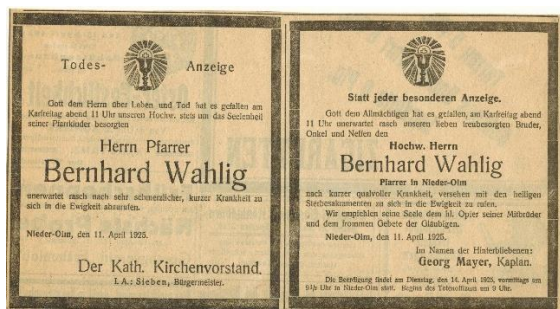 Todes- Anzeige
Gott dem Herrn über Leben und Tod hat es gefallen am
Karfreitag abend 11 Uhr unseren Hochw. stets um das Seelenheil
seiner Pfarrkinder besorgten
Herrn Pfarrer
Bernhard Wahlig
unerwartet rasch nach sehr schmerzlicher, kurzer Krankheit zu
sich in die Ewigkeit abzurufen.
Nieder-Olm, den 11. April 1925.
Der Kath. Kirchenvorstand.
I. A.: Sieben, Bürgermeister.
Statt jeder besonderen Anzeige.
Gott dem Allmächtigen hat es gefallen, am Karfreitag abend
11 Uhr unerwartet rasch unseren lieben treubesorgten Bruder,
Onkel und Neffen den
Hochw. Herrn
Bernhard Wahlig
Pfarrer in Nieder-Olm
nach kurzer qualvoller Krankheit, versehen mit den heiligen
Sterbesakramenten zu sich in die Ewigkeit zu rufen.
Wir empfehlen seine Seele dem hl. Opfer seiner Mitbrüder
und dem frommen Gebete der Gläubigen.
Nieder-Olm, den 11. April 1925.
Im Namen der Hinterbliebenen:
Georg Mayer, Kaplan.
Die Beerdigung findet am Dienstag, den 14. April 1925, vormittags um
Uhr in Nieder-Olm statt. Beginn des Totenoffizium um 9 Uhr.